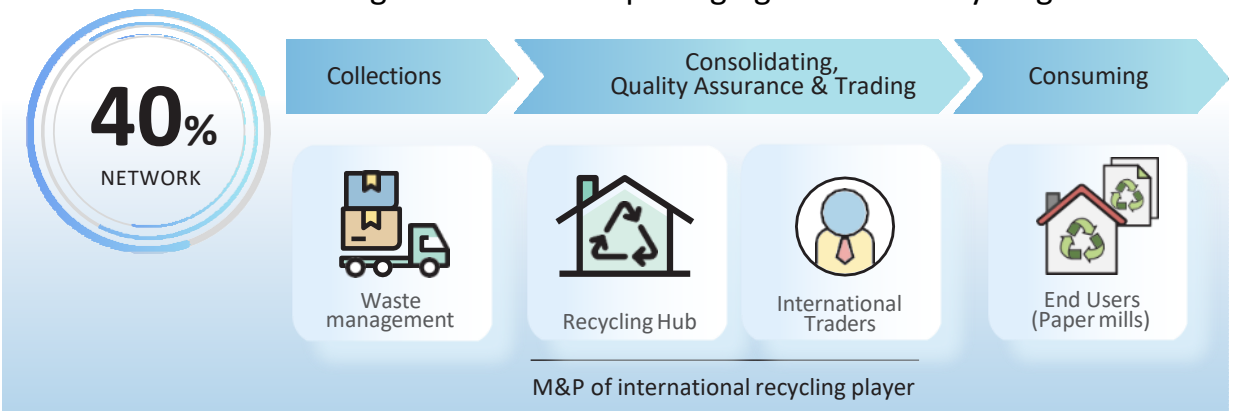 40%
NETWORK
Collections
Consolidating,
Quality Assurance & Trading
Consuming
Waste
management
Recycling Hub
International
Traders
End Users
(Paper mills)
M&P of international recycling player